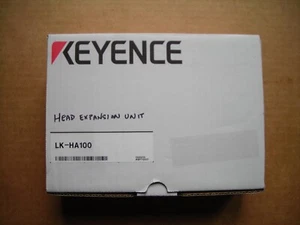 KEYENCE
HEAD EXPANSION UNIT
LK-HA100